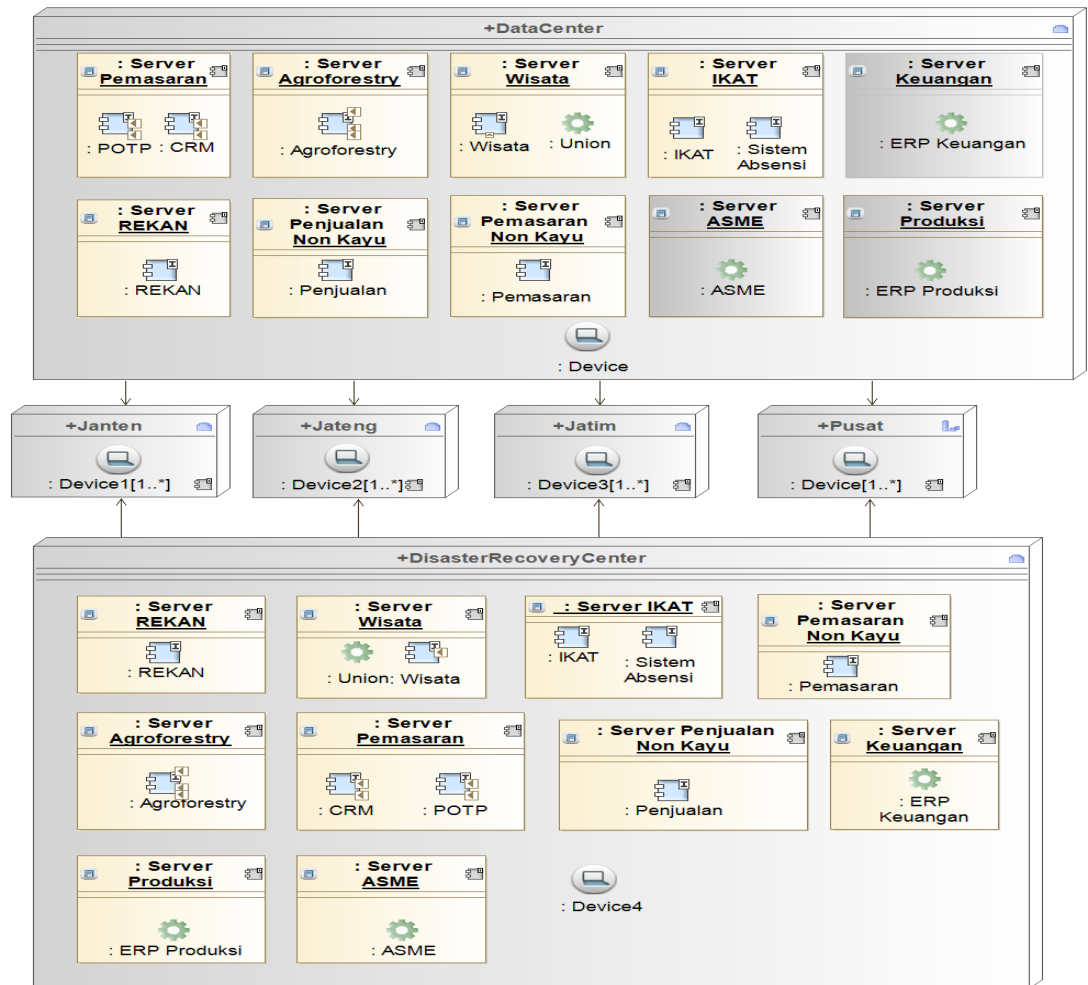 +DataCenter
: Server
Pemasaran
: POTP
: CRM
: Server
Agroforestry
: Agroforestry
: Server
Wisata
: Wisata
: Union
: Server
IKAT
: IKAT
: Sistem
Absensi
: Server
Keuangan
: ERP Keuangan
: Server
REKAN
: REKAN
: Server
Penjualan
Non Kayu
: Penjualan
: Server
Pemasaran
Non Kayu
: Pemasaran
: Server
ASME
: ASME
: Server
Produksi
: ERP Produksi
: Device
+Janten
: Device1[1..*]
+Jateng
: Device2[1..*]
+Jatim
: Device3[1..*]
+Pusat
: Device[1..*]
+DisasterRecoveryCenter
: Server
REKAN
: REKAN
: Server
Wisata
: Union
: Wisata
: Server IKAT
: IKAT
: Sistem
Absensi
: Server
Pemasaran
Non Kayu
: Pemasaran
: Server
Agroforestry
: Agroforestry
: Server
Pemasaran
: CRM
: POTP
: Server Penjualan
Non Kayu
: Penjualan
: Server
Keuangan
: ERP
Keuangan
: Server
Produksi
: ERP Produksi
: Server
ASME
: ASME
: Device4